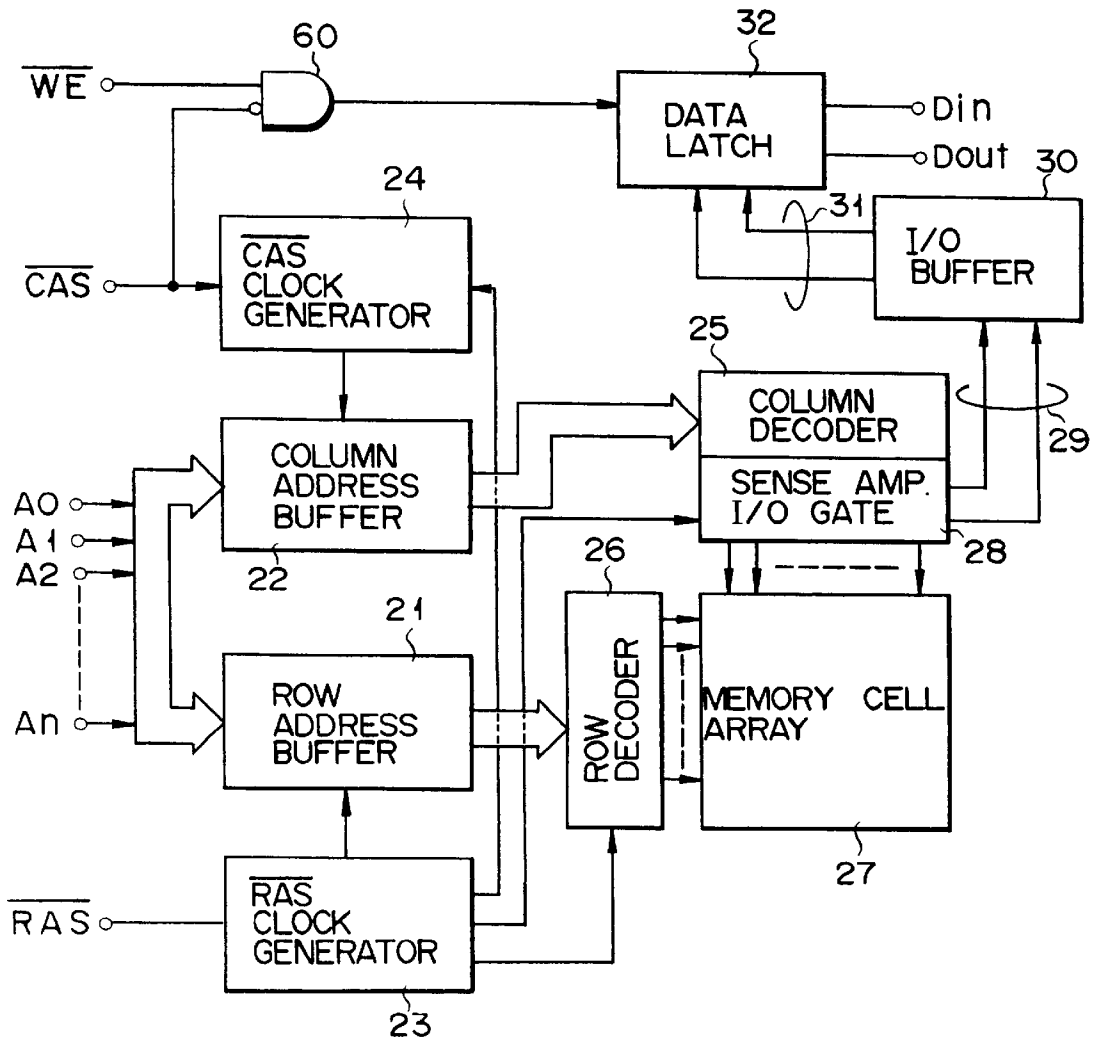 60
32
WE
DATA
LATCH
Din
Dout
30
24
31
CAS
CAS
CLOCK
GENERATOR
I/O
BUFFER
25
COLUMN
DECODER
29
COLUMN
ADDRESS
BUFFER
SENSE AMP.
I/O GATE
A0
A1
A2
An
22
28
26
21
ROW
ADDRESS
BUFFER
ROW
DECODER
MEMORY CELL
ARRAY
27
RAS
RAS
CLOCK
GENERATOR
23